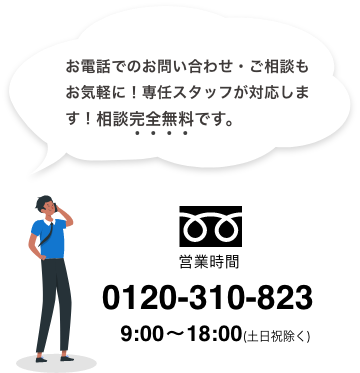 お電話でのお問い合わせ・ご相談も
お気軽に！専任スタッフが対応しま
す！相談完全無料です。
営業時間
0120-310-823
9:00～18:00(土日祝除く)